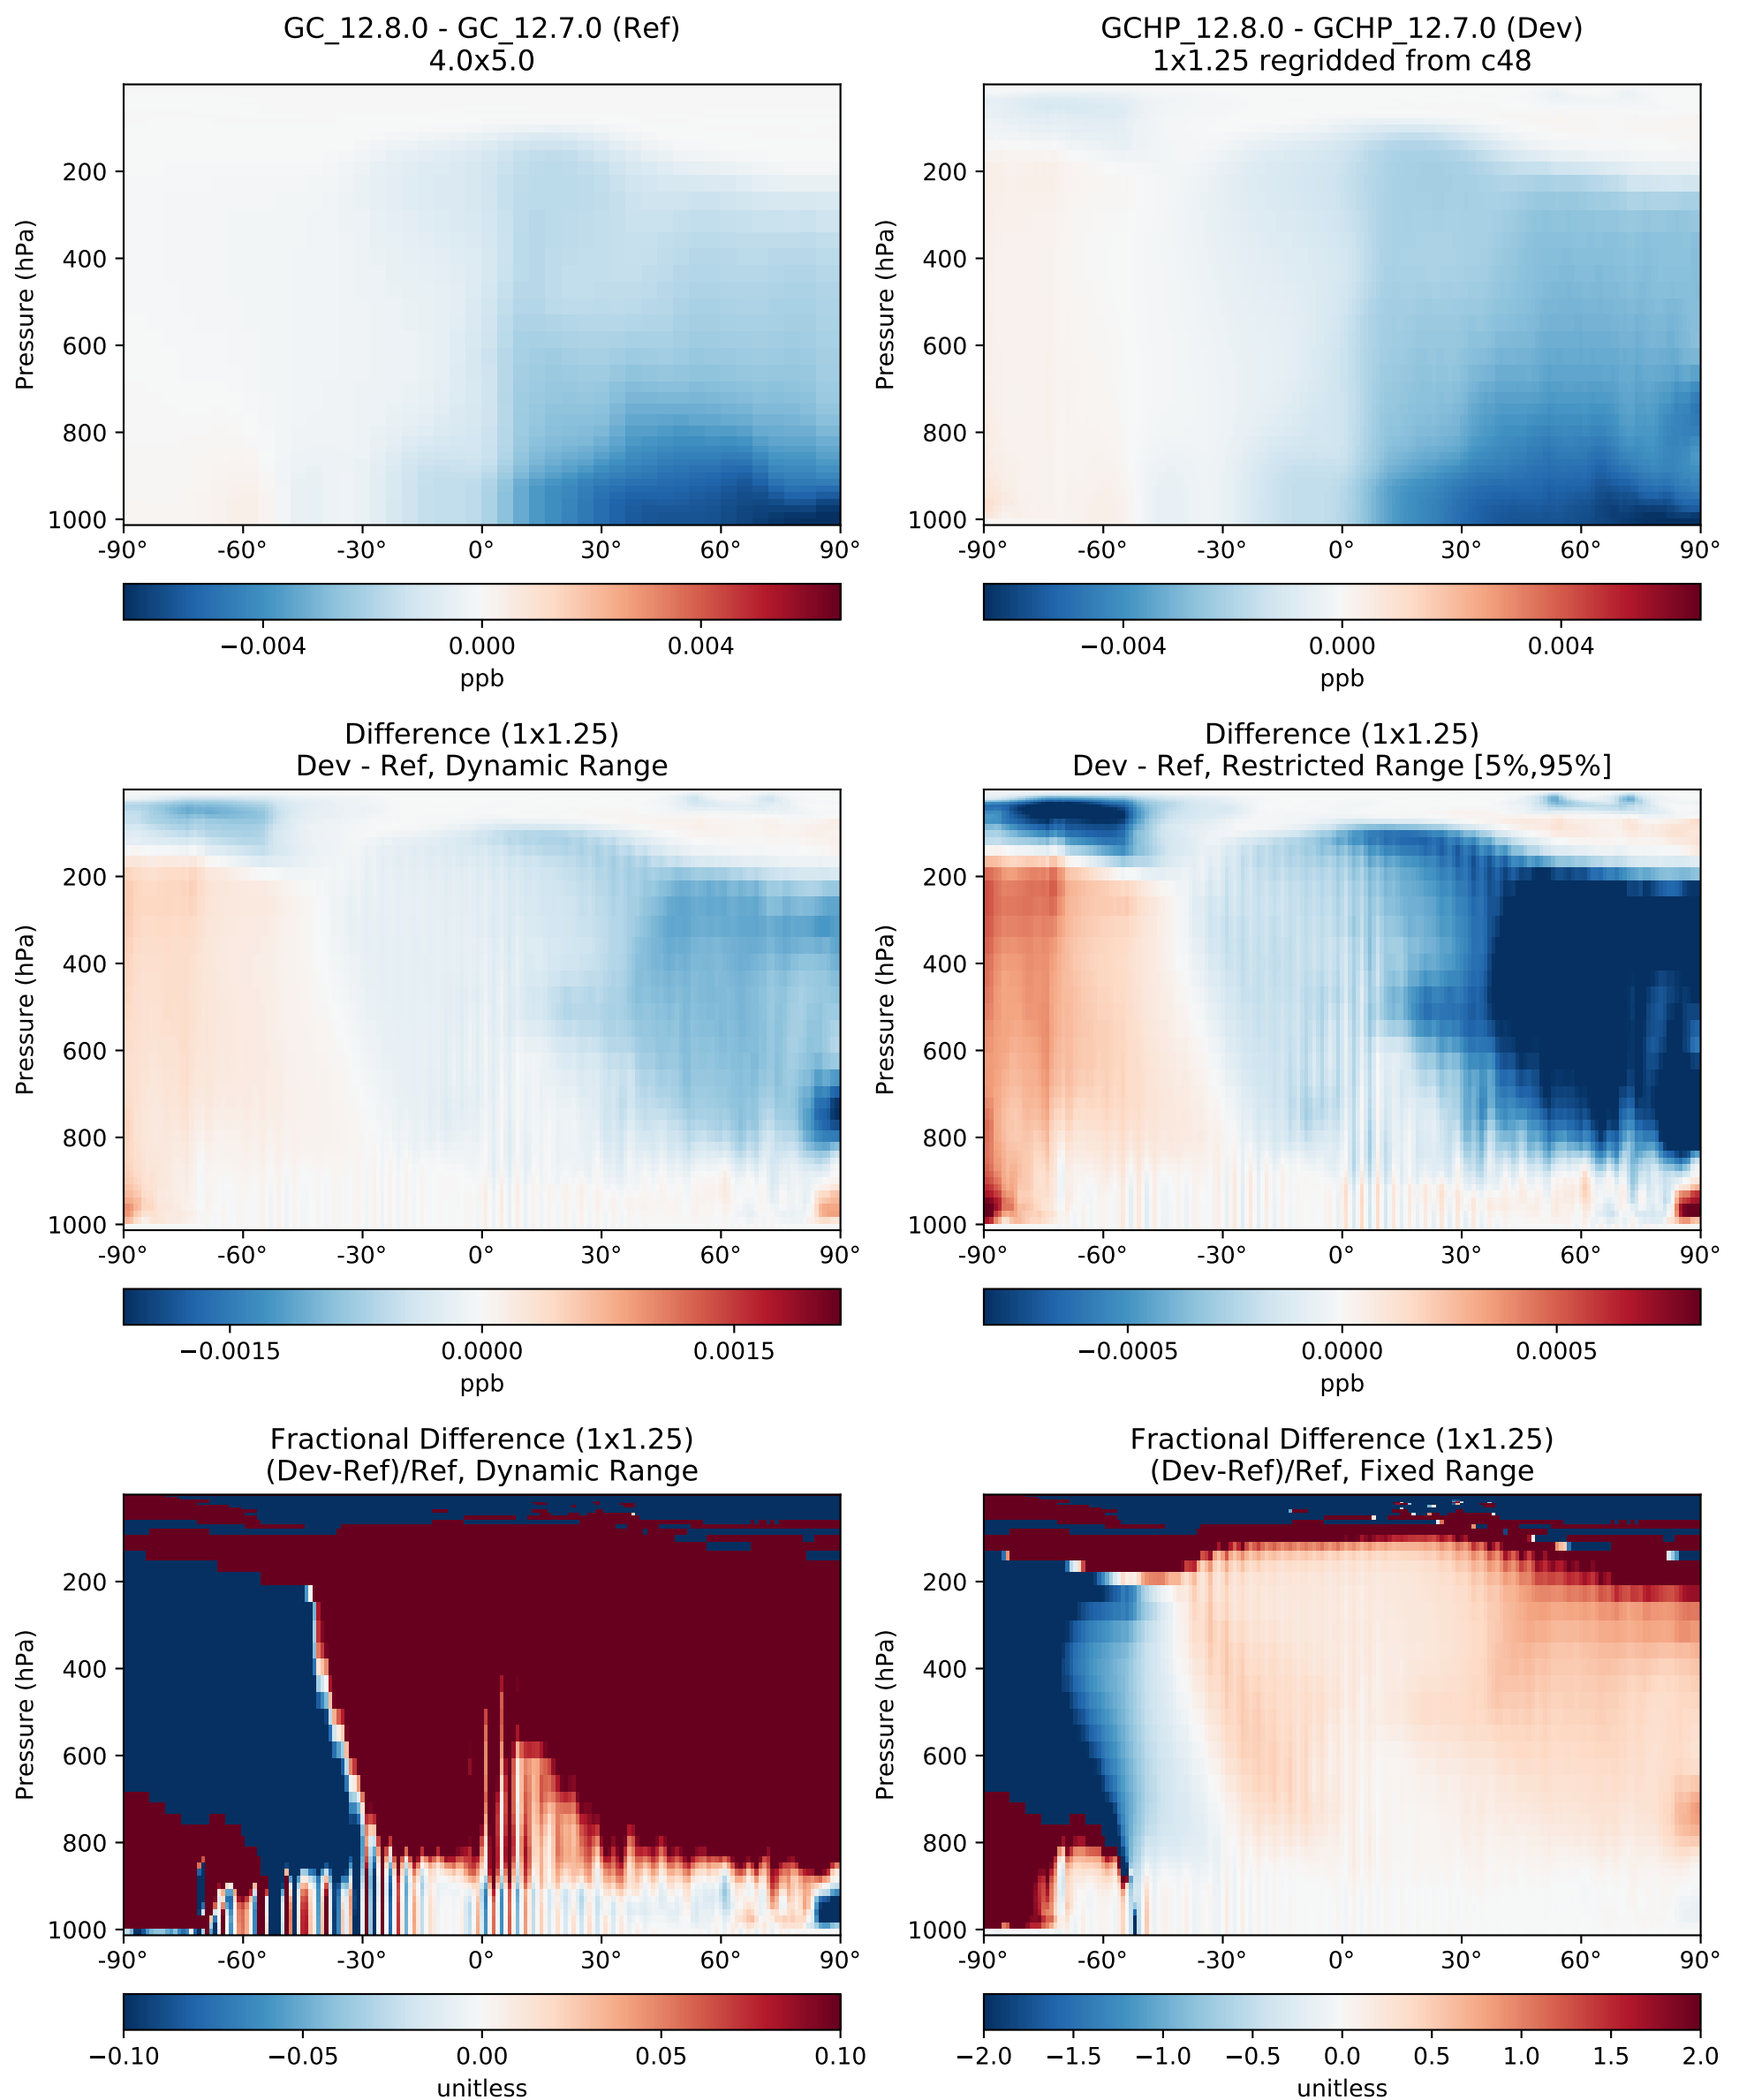 GC_12.8.0 - GC_12.7.0 (Ref)
4.0x5.0
GCHP_12.8.0 - GCHP_12.7.0 (Dev)
1x1.25 regridded from c48
Pressure (hPa)
200
400
600
800
1000
-90° -60° -30° 0° 30° 60° 90°
−0.004 0.000 0.004
ppb
Pressure (hPa)
200
400
600
800
1000
-90° -60° -30° 0° 30° 60° 90°
−0.004 0.000 0.004
ppb
Difference (1x1.25)
Dev - Ref, Dynamic Range
Difference (1x1.25)
Dev - Ref, Restricted Range [5%,95%]
Pressure (hPa)
200
400
600
800
1000
-90° -60° -30° 0° 30° 60° 90°
−0.0015 0.0000 0.0015
ppb
Pressure (hPa)
200
400
600
800
1000
-90° -60° -30° 0° 30° 60° 90°
−0.0005 0.0000 0.0005
ppb
Fractional Difference (1x1.25)
(Dev-Ref)/Ref, Dynamic Range
Fractional Difference (1x1.25)
(Dev-Ref)/Ref, Fixed Range
Pressure (hPa)
200
400
600
800
1000
-90° -60° -30° 0° 30° 60° 90°
−0.10 −0.05 0.00 0.05 0.10
unitless
Pressure (hPa)
200
400
600
800
1000
-90° -60° -30° 0° 30° 60° 90°
−2.0 −1.5 −1.0 −0.5 0.0 0.5 1.0 1.5 2.0
unitless